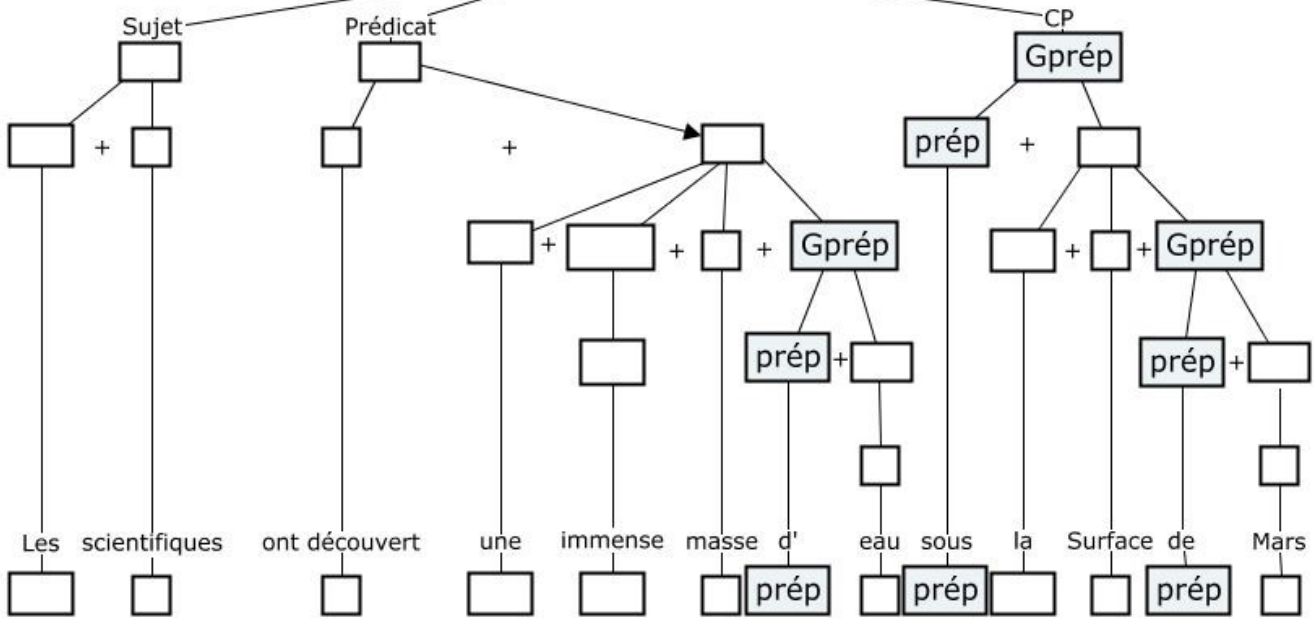 Sujet Prédicat CP
Gprép
+ + prép +
+ + + Gprép + + Gprép
prép + prép +
Les scientifiques ont découvert une immense masse d' eau sous la Surface de Mars
prép prép prép